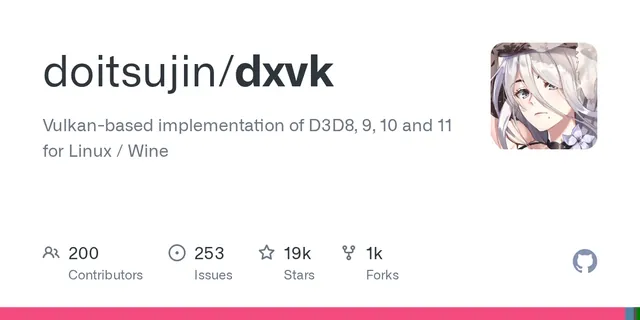 doitsujin/dxvk
Vulkan-based implementation of D3D8, 9, 10 and 11
for Linux / Wine
200 253 19k 1k
Contributors Issues Stars Forks